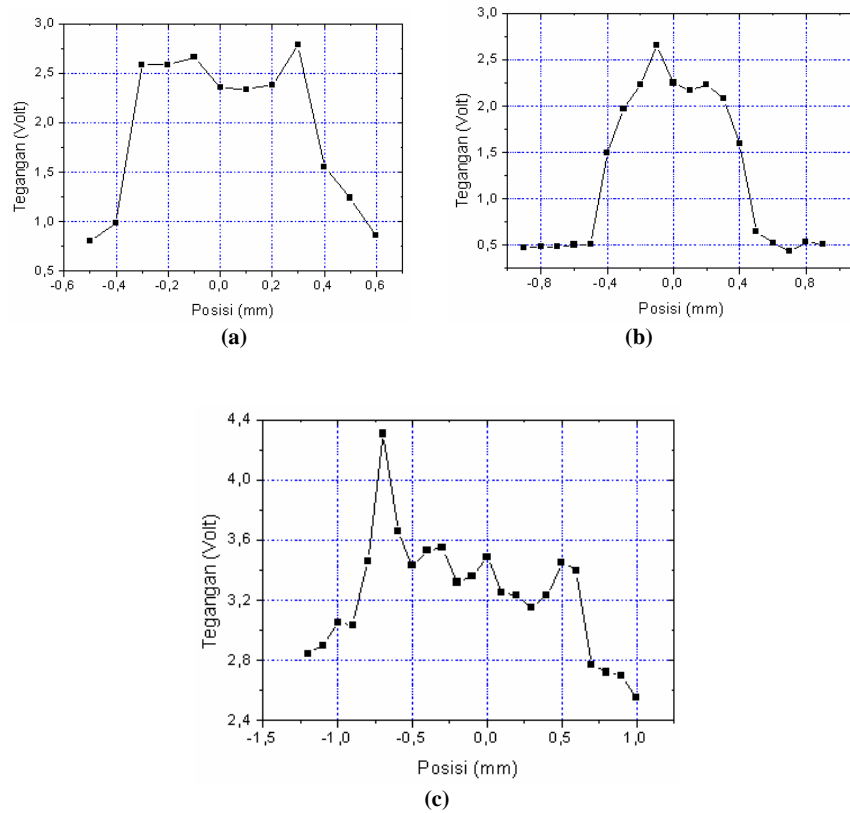 3,0
2,5
2,0
1,5
1,0
0,5
Tegangan (Volt)
-0,6 -0,4 -0,2 0,0 0,2 0,4 0,6
Posisi (mm)
(a)
3,0
2,5
2,0
1,5
1,0
0,5
Tegangan (Volt)
-0,8 -0,4 0,0 0,4 0,8
Posisi (mm)
(b)
4,4
4,0
3,6
3,2
2,8
2,4
Tegangan (Volt)
-1,5 -1,0 -0,5 0,0 0,5 1,0
Posisi (mm)
(c)